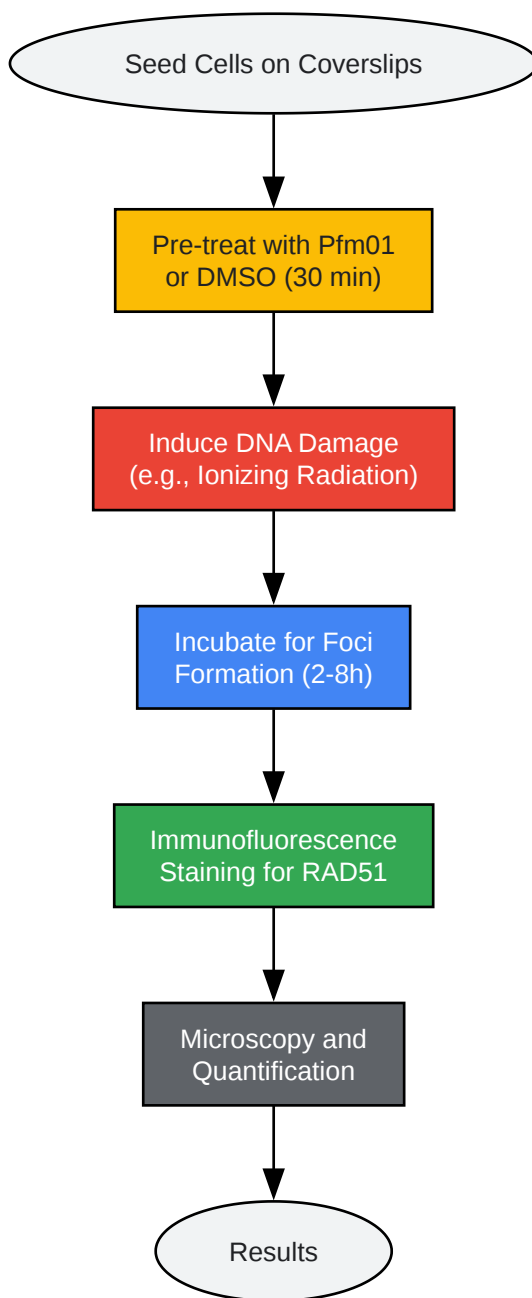 Seed Cells on Coverslips
Pre-treat with Pfm01
or DMSO (30 min)
Induce DNA Damage
(e.g., Ionizing Radiation)
Incubate for Foci
Formation (2-8h)
Immunofluorescence
Staining for RAD51
Microscopy and
Quantification
Results